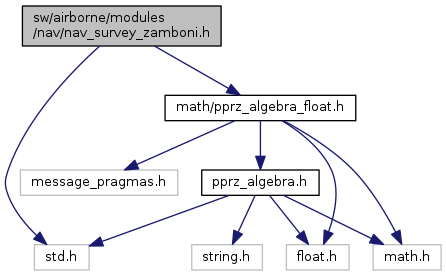 sw/airborne/modules
/nav/nav_survey_zamboni.h
math/pprz_algebra_float.h
message_pragmas.h
pprz_algebra.h
std.h
string.h
float.h
math.h